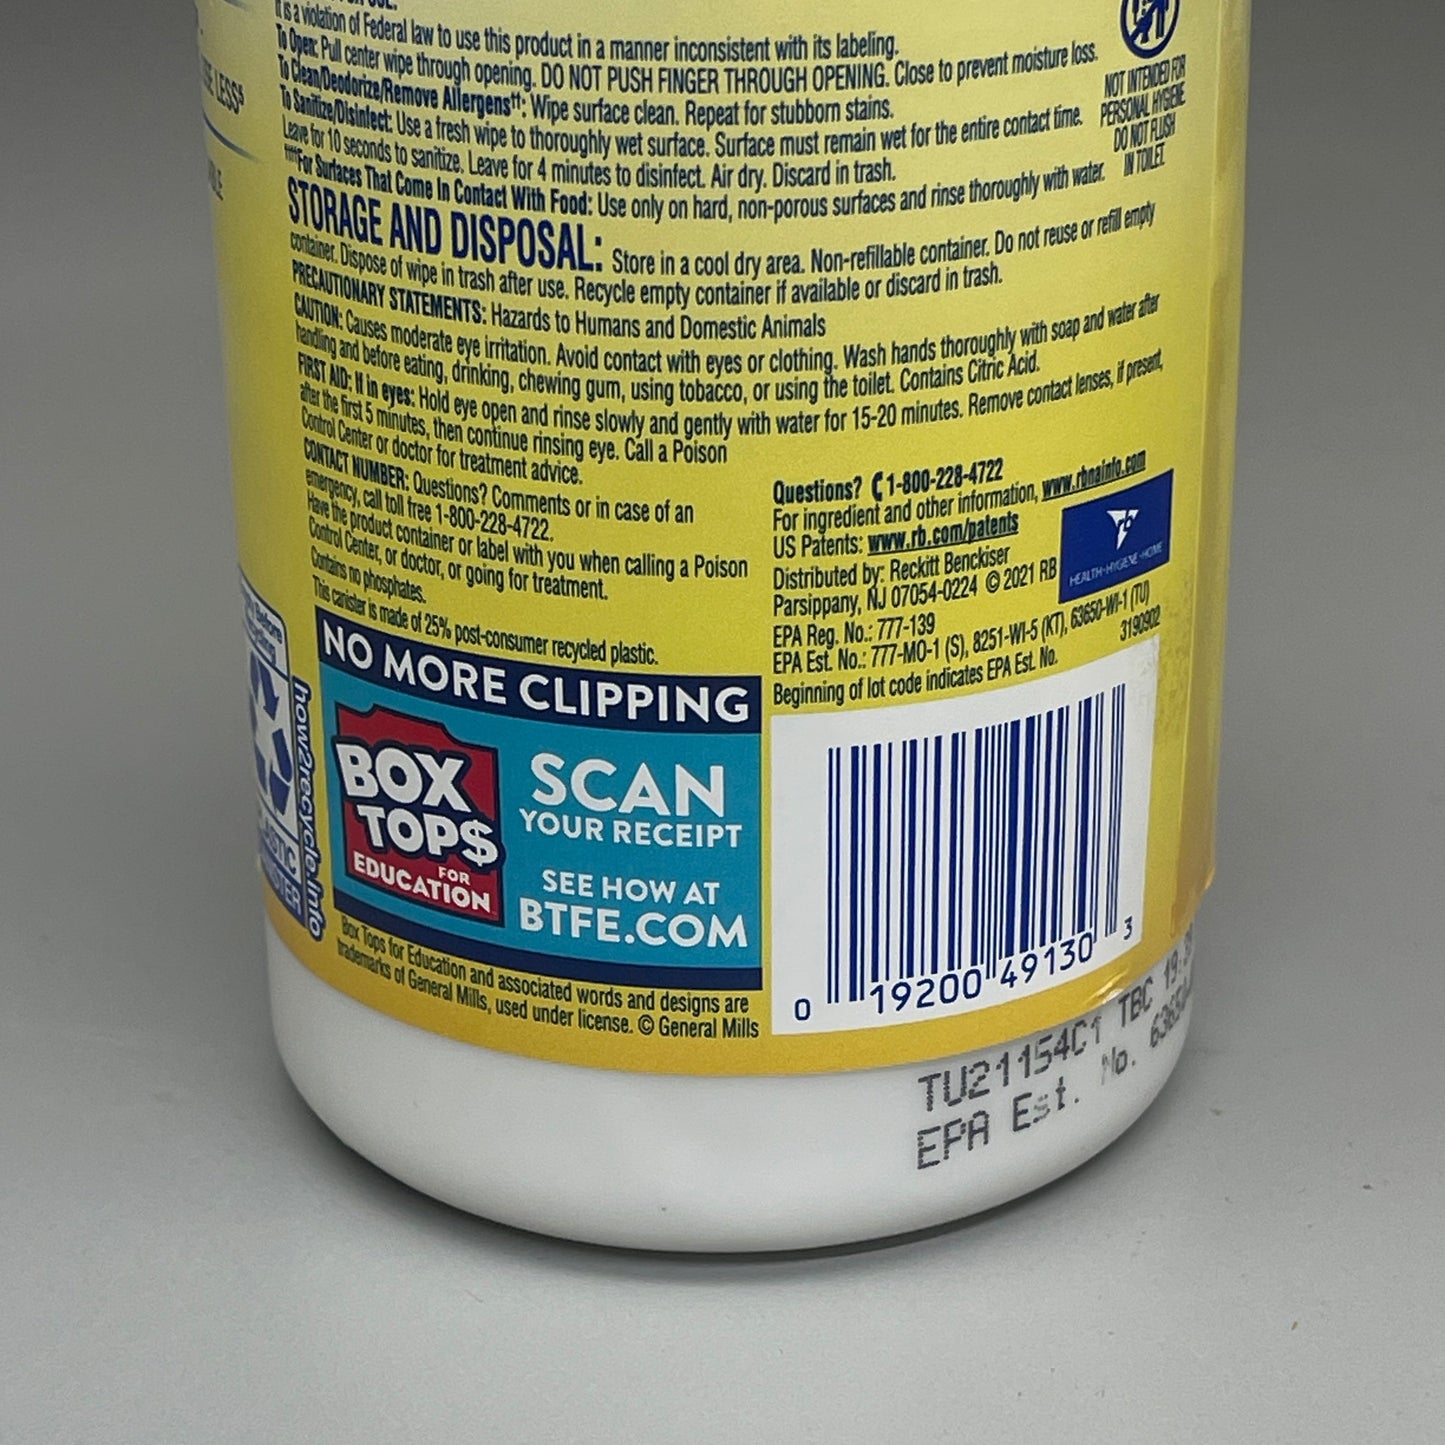 It is a violation of Federal law to use this product in a manner inconsistent with its labeling.
To Open: Pull center wipe through opening. DO NOT PUSH FINGER THROUGH OPENING. Close to prevent moisture loss.
To Clean/Deodorize/Remove Allergens††: Wipe surface clean. Repeat for stubborn stains.
To Sanitize/Disinfect: Use a fresh wipe to thoroughly wet surface. Surface must remain wet for the entire contact time.
Leave for 10 seconds to sanitize. Leave for 4 minutes to disinfect. Air dry. Discard in trash.
††††For Surfaces That Come In Contact With Food: Use only on hard, non-porous surfaces and rinse thoroughly with water.
NOT INTENDED FOR
PERSONAL HYGIENE
DO NOT FLUSH
IN TOILET.
LESS§
STORAGE AND DISPOSAL: Store in a cool dry area. Non-refillable container. Do not reuse or refill empty
container. Dispose of wipe in trash after use. Recycle empty container if available or discard in trash.
PRECAUTIONARY STATEMENTS: Hazards to Humans and Domestic Animals
CAUTION: Causes moderate eye irritation. Avoid contact with eyes or clothing. Wash hands thoroughly with soap and water after
handling and before eating, drinking, chewing gum, using tobacco, or using the toilet. Contains Citric Acid.
FIRST AID: If in eyes: Hold eye open and rinse slowly and gently with water for 15-20 minutes. Remove contact lenses, if present,
after the first 5 minutes, then continue rinsing eye. Call a Poison
Control Center or doctor for treatment advice.
CONTACT NUMBER: Questions? Comments or in case of an
emergency, call toll free 1-800-228-4722.
Have the product container or label with you when calling a Poison
Control Center, or doctor, or going for treatment.
Contains no phosphates.
This canister is made of 25% post-consumer recycled plastic.
Questions? 1-800-228-4722
For ingredient and other information, www.rbnainfo.com
US Patents: www.rb.com/patents
Distributed by: Reckitt Benckiser
Parsippany, NJ 07054-0224 © 2021 RB
rb
HEALTH•HYGIENE•HOME
EPA Reg. No.: 777-139
EPA Est. No.: 777-MO-1 (S), 8251-WI-5 (KT), 63650-WI-1 (TU)
Beginning of lot code indicates EPA Est. No.
3190902
how2recycle.info
NO MORE CLIPPING
BOX
TOPS
FOR
EDUCATION
SCAN
YOUR RECEIPT
SEE HOW AT
BTFE.COM
Box Tops for Education and associated words and designs are
trademarks of General Mills, used under license. © General Mills
0 19200 49130 3
TU21154C1 TBC 19
EPA Est. No.